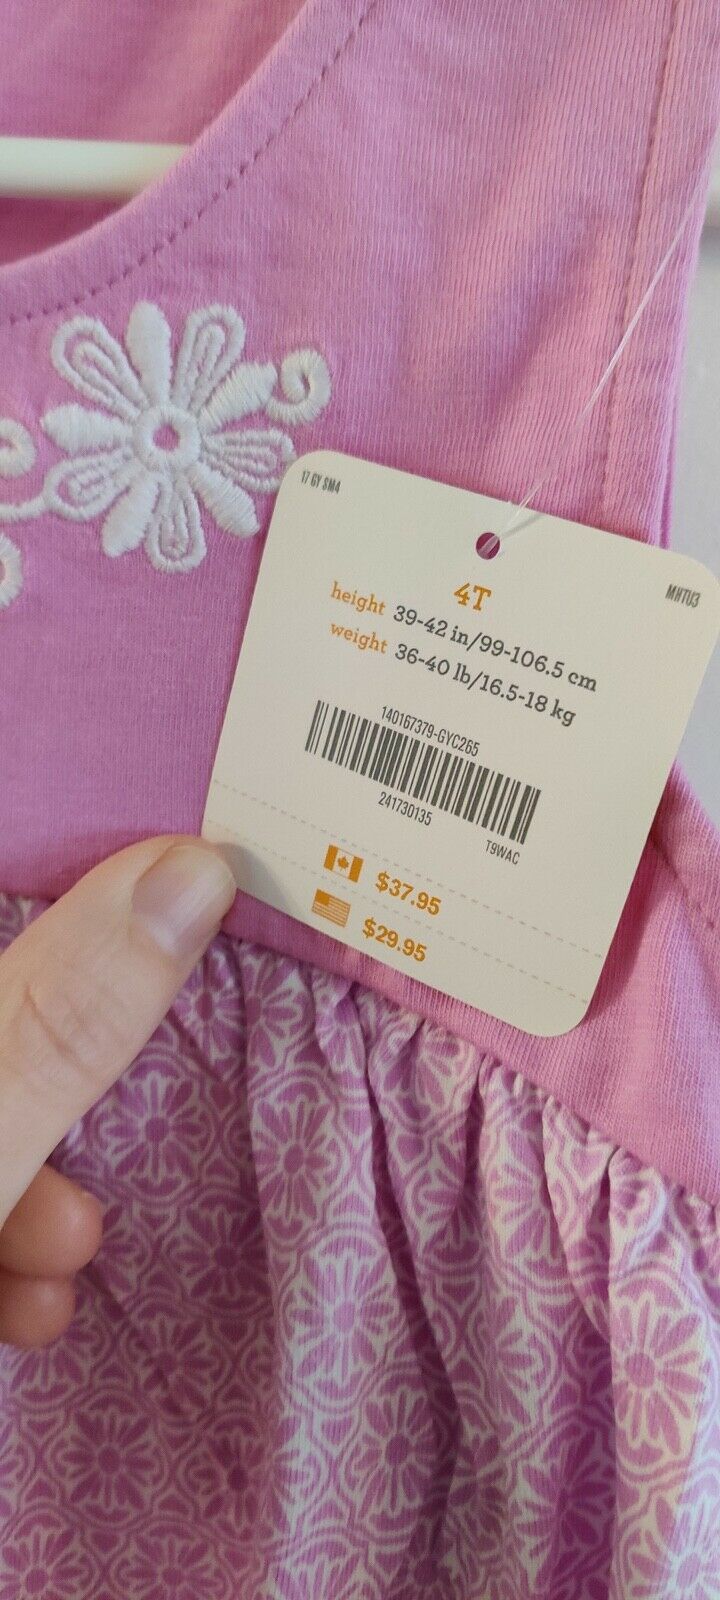 17 GY SM4
MHTU3
4T
height 39-42 in/99-106.5 cm
weight 36-40 lb/16.5-18 kg
140167379-GYC265
241730135
T9WAC
$37.95
$29.95